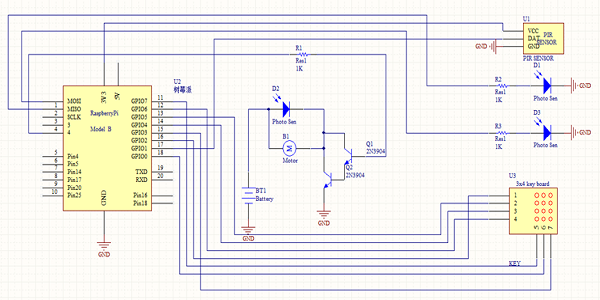 U1
VCC
DAT
GND
PIR
SENSOR
PIR SENSOR
GND
R1
Res1
1K
D1
R2
Res1
1K
Photo Sen
GND
U2
树莓派
3V3
5V
RaspberryPi
Model B
MOSI
MISO
SCLK
3
4
Pin4
Pin5
Pin14
Pin17
Pin20
Pin25
GPIO7
GPIO6
GPIO5
GPIO4
GPIO3
GPIO2
GPIO1
GPIO0
TXD
RXD
Pin16
Pin18
GND
1
2
3
4
5
6
7
8
9
10
11
12
13
14
15
16
17
18
19
20
GND
D2
Photo Sen
B1
Motor
M
Q1
2N3904
Q2
2N3904
BT1
Battery
GND
GND
D3
R3
Res1
1K
Photo Sen
GND
U3
3x4 key board
1
2
3
4
5
6
7
KEY